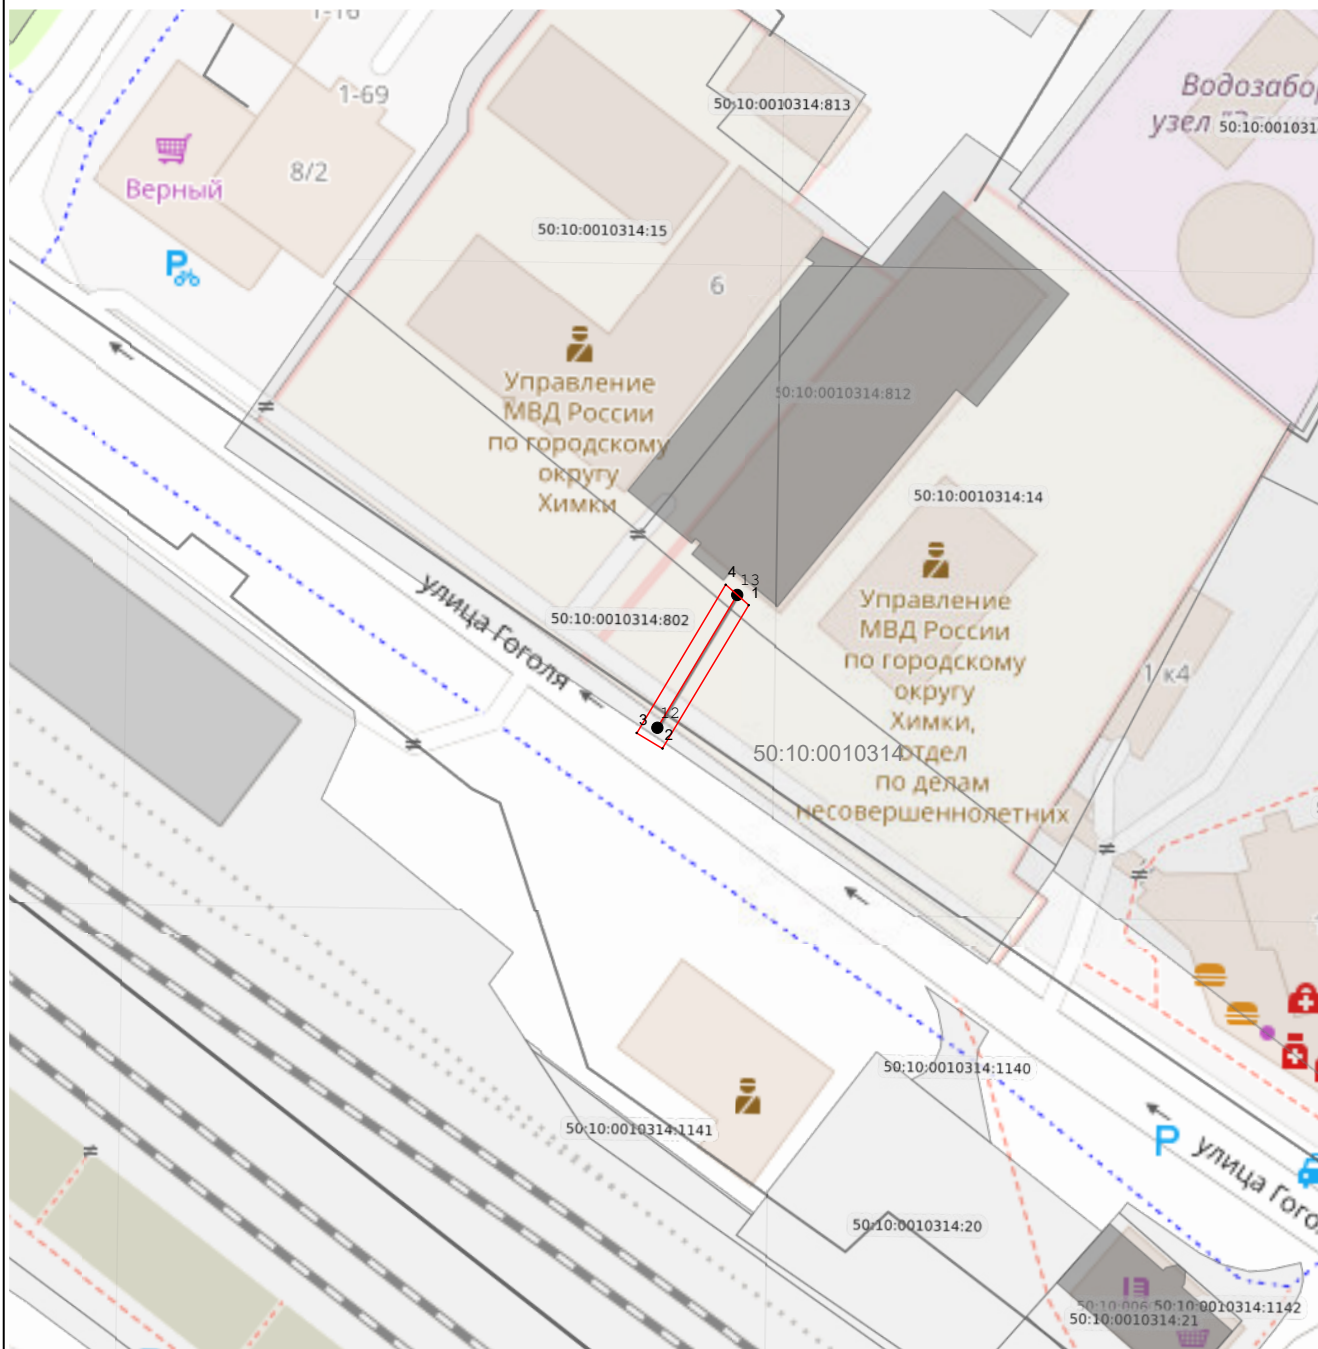 1-16
1-69
Верный
8/2
50:10:0010314:813
Водозабо
узел
50:10:001031
50:10:0010314:15
6
Управление
МВД России
по городскому
округу
Химки
50:10:0010314:812
50:10:0010314:14
Управление
МВД России
по городскому
округу
Химки,
отдел
по делам
несовершеннолетних
1 к4
4
13
1
50:10:0010314:802
улица Гоголя
12
3
2
50:10:0010314
50:10:0010314:1140
50:10:0010314:1141
P
улица Гого
50:10:0010314:20
50:10:0010314:1142
50:10:0010314:21